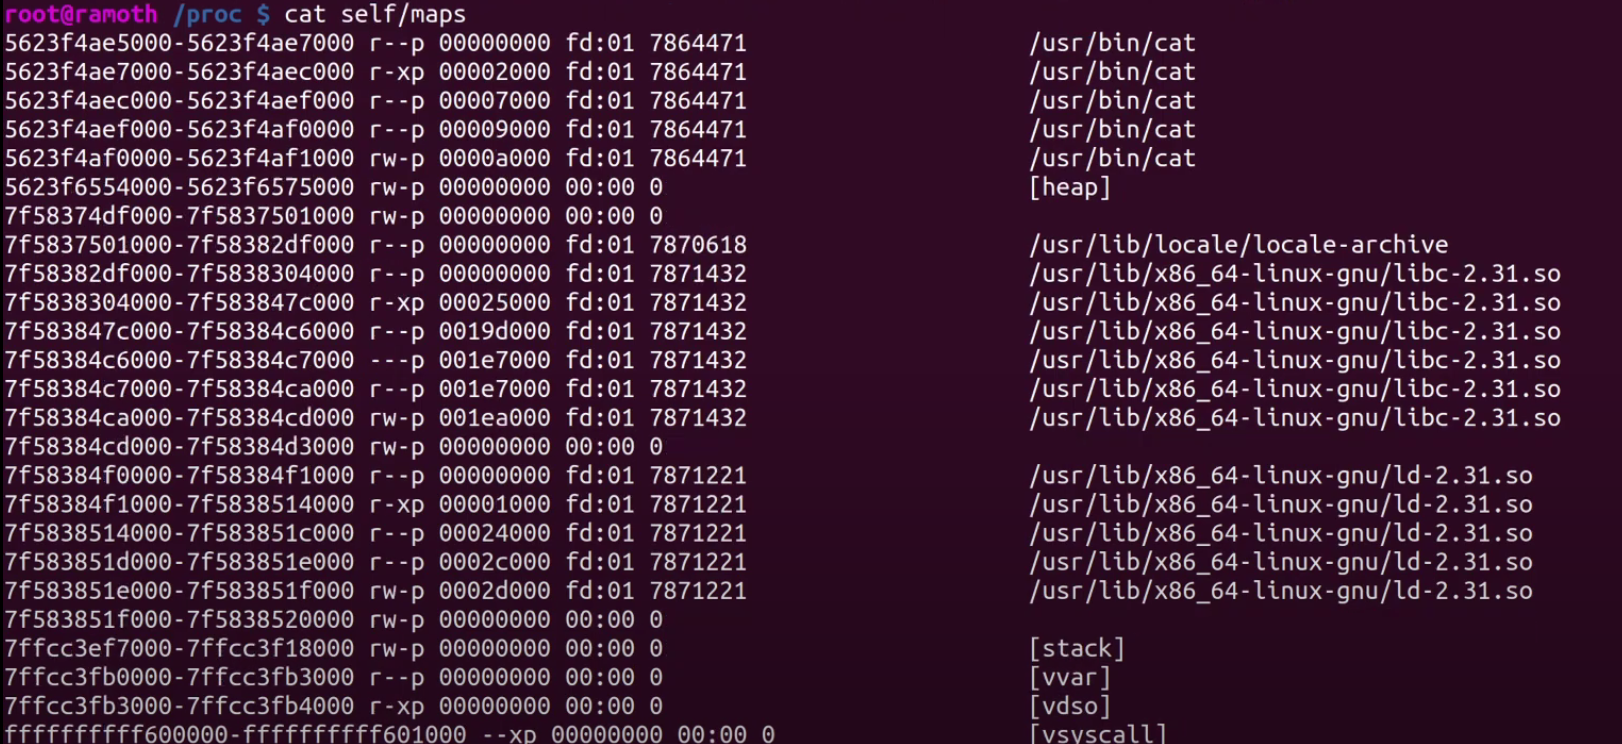 root@ramoth /proc $ cat self/maps
5623f4ae5000-5623f4ae7000 r--p 00000000 fd:01 7864471 /usr/bin/cat
5623f4ae7000-5623f4aec000 r-xp 00002000 fd:01 7864471 /usr/bin/cat
5623f4aec000-5623f4aef000 r--p 00007000 fd:01 7864471 /usr/bin/cat
5623f4aef000-5623f4af0000 r--p 00009000 fd:01 7864471 /usr/bin/cat
5623f4af0000-5623f4af1000 rw-p 0000a000 fd:01 7864471 /usr/bin/cat
5623f6554000-5623f6575000 rw-p 00000000 00:00 0 [heap]
7f58374df000-7f5837501000 rw-p 00000000 00:00 0
7f5837501000-7f58382df000 r--p 00000000 fd:01 7870618 /usr/lib/locale/locale-archive
7f58382df000-7f5838304000 r--p 00000000 fd:01 7871432 /usr/lib/x86_64-linux-gnu/libc-2.31.so
7f5838304000-7f583847c000 r-xp 00025000 fd:01 7871432 /usr/lib/x86_64-linux-gnu/libc-2.31.so
7f583847c000-7f58384c6000 r--p 0019d000 fd:01 7871432 /usr/lib/x86_64-linux-gnu/libc-2.31.so
7f58384c6000-7f58384c7000 ---p 001e7000 fd:01 7871432 /usr/lib/x86_64-linux-gnu/libc-2.31.so
7f58384c7000-7f58384ca000 r--p 001e7000 fd:01 7871432 /usr/lib/x86_64-linux-gnu/libc-2.31.so
7f58384ca000-7f58384cd000 rw-p 001ea000 fd:01 7871432 /usr/lib/x86_64-linux-gnu/libc-2.31.so
7f58384cd000-7f58384d3000 rw-p 00000000 00:00 0
7f58384f0000-7f58384f1000 r--p 00000000 fd:01 7871221 /usr/lib/x86_64-linux-gnu/ld-2.31.so
7f58384f1000-7f5838514000 r-xp 00001000 fd:01 7871221 /usr/lib/x86_64-linux-gnu/ld-2.31.so
7f5838514000-7f583851c000 r--p 00024000 fd:01 7871221 /usr/lib/x86_64-linux-gnu/ld-2.31.so
7f583851d000-7f583851e000 r--p 0002c000 fd:01 7871221 /usr/lib/x86_64-linux-gnu/ld-2.31.so
7f583851e000-7f583851f000 rw-p 0002d000 fd:01 7871221 /usr/lib/x86_64-linux-gnu/ld-2.31.so
7f583851f000-7f5838520000 rw-p 00000000 00:00 0
7ffcc3ef7000-7ffcc3f18000 rw-p 00000000 00:00 0 [stack]
7ffcc3fb0000-7ffcc3fb3000 r--p 00000000 00:00 0 [vvar]
7ffcc3fb3000-7ffcc3fb4000 r-xp 00000000 00:00 0 [vdso]
ffffffffff600000-ffffffffff601000 --xp 00000000 00:00 0 [vsyscall]